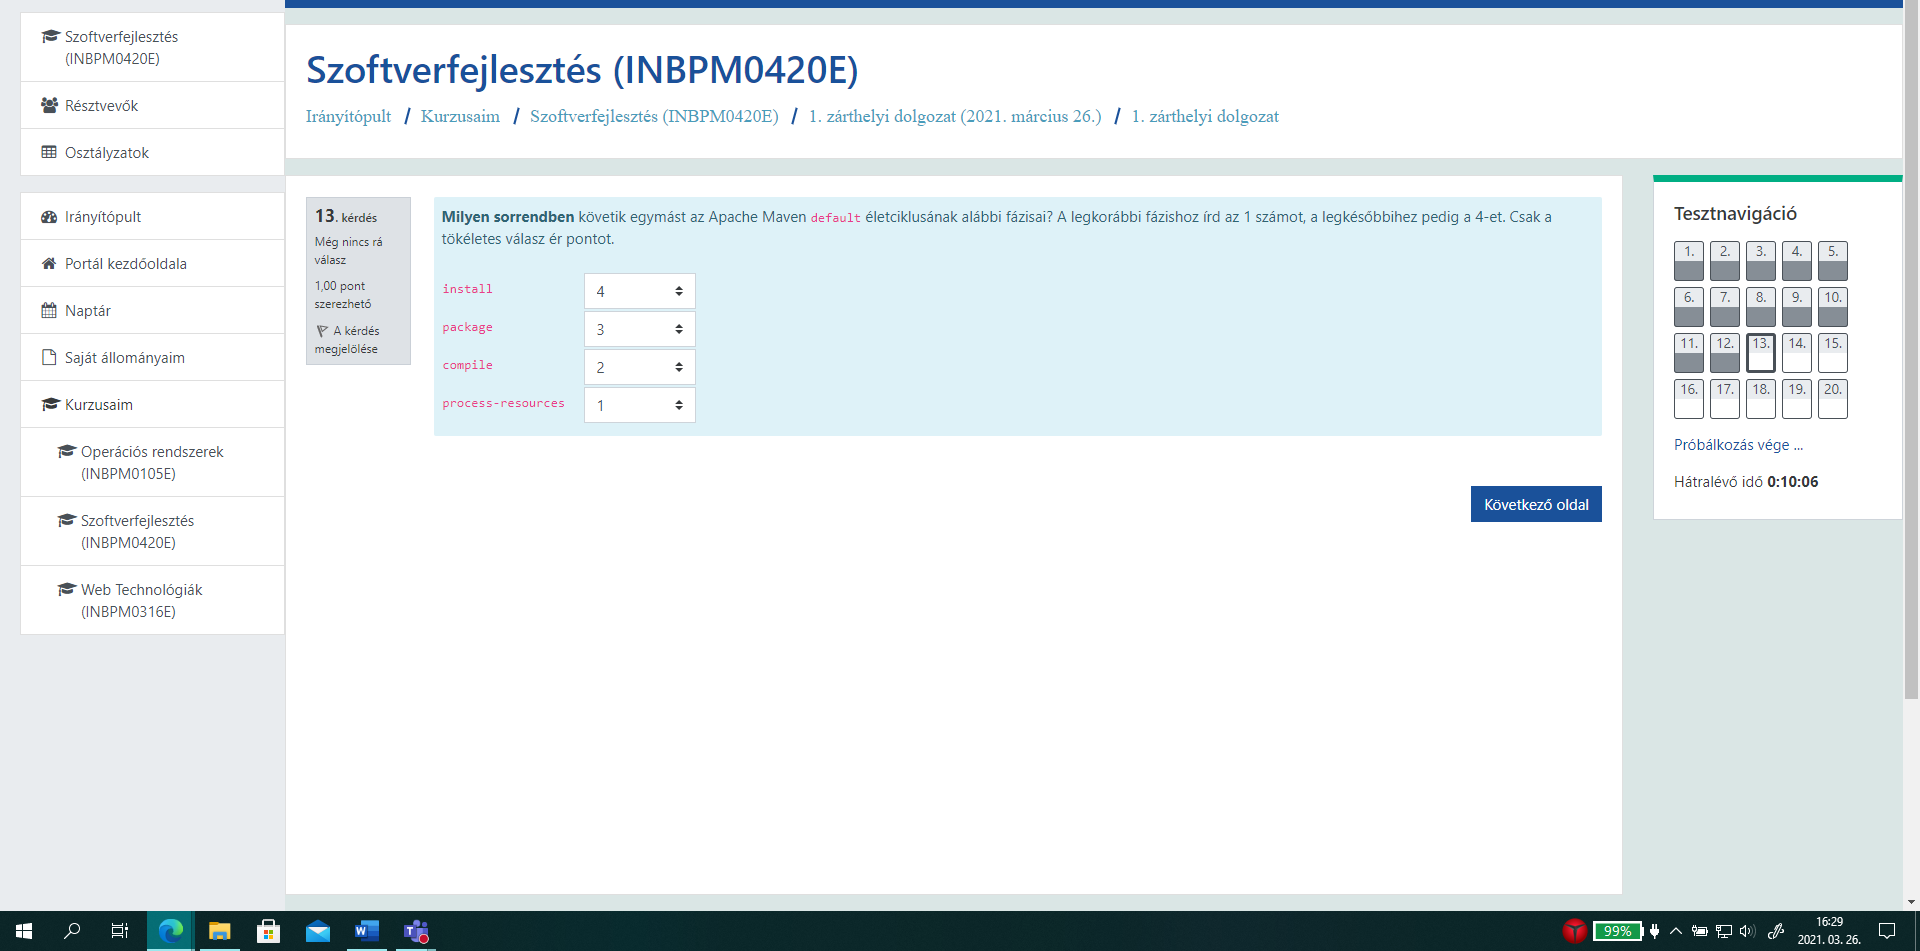 Szoftverfejlesztés
(INBPM0420E)
Résztvevők
Osztályzatok
Irányítópult
Portál kezdőoldala
Naptár
Saját állományaim
Kurzusaim
Operációs rendszerek
(INBPM0105E)
Szoftverfejlesztés
(INBPM0420E)
Web Technológiák
(INBPM0316E)
Szoftverfejlesztés (INBPM0420E)
Irányítópult / Kurzusaim / Szoftverfejlesztés (INBPM0420E) / 1. zárthelyi dolgozat (2021. március 26.) / 1. zárthelyi dolgozat
13. kérdés
Még nincs rá
válasz
1,00 pont
szerezhető
A kérdés
megjelölése
Milyen sorrendben követik egymást az Apache Maven default életciklusának alábbi fázisai? A legkorábbi fázishoz írd az 1 számot, a legkésőbbihez pedig a 4-et. Csak a
tökéletes válasz ér pontot.
install 4
package 3
compile 2
process-resources 1
Következő oldal
Tesztnavigáció
1. 2. 3. 4. 5.
6. 7. 8. 9. 10.
11. 12. 13. 14. 15.
16. 17. 18. 19. 20.
Próbálkozás vége ...
Hátralévő idő 0:10:06
99%
16:29
2021. 03. 26.